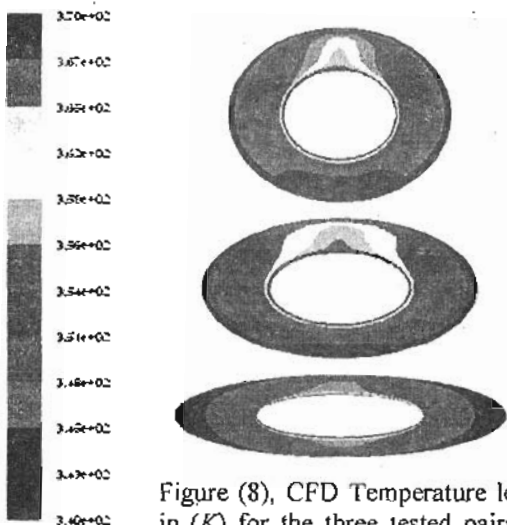 3.70e+02
3.67e+02
3.65e+02
3.62e+02
3.59e+02
3.56e+02
3.54e+02
3.51e+02
3.48e+02
3.45e+02
3.43e+02
3.40e+02
Figure (8), CFD Temperature le
in (K) for the three tested pairs